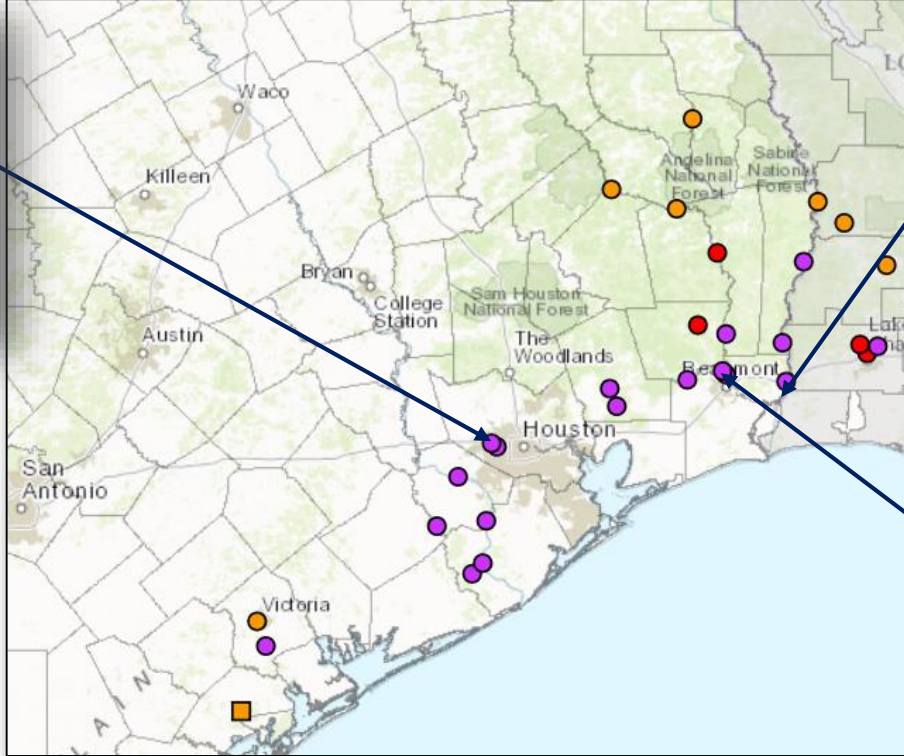 Waco
Killeen
Angelina
National
Forest
Sabine
National
Forest
Bryan
College
Station
Sam Houston
National Forest
Austin
The
Woodlands
Beaumont
Houston
San
Antonio
Victoria